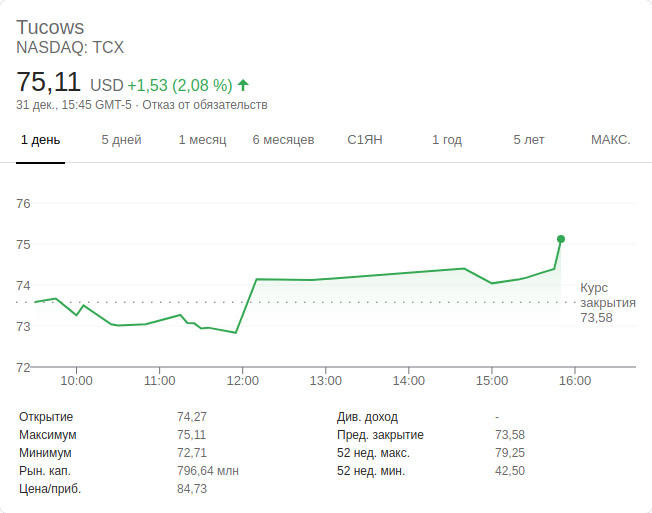 Tucows
NASDAQ: TCX
75,11 USD +1,53 (2,08 %)
31 дек., 15:45 GMT-5 · Отказ от обязательств
1 день 5 дней 1 месяц 6 месяцев С1ЯН 1 год 5 лет МАКС.
76
75
74
73
72
Курс
закрытия
73,58
10:00 11:00 12:00 13:00 14:00 15:00 16:00
Открытие 74,27 Див. доход -
Максимум 75,11 Пред. закрытие 73,58
Минимум 72,71 52 нед. макс. 79,25
Рын. кап. 796,64 млн 52 нед. мин. 42,50
Цена/приб. 84,73